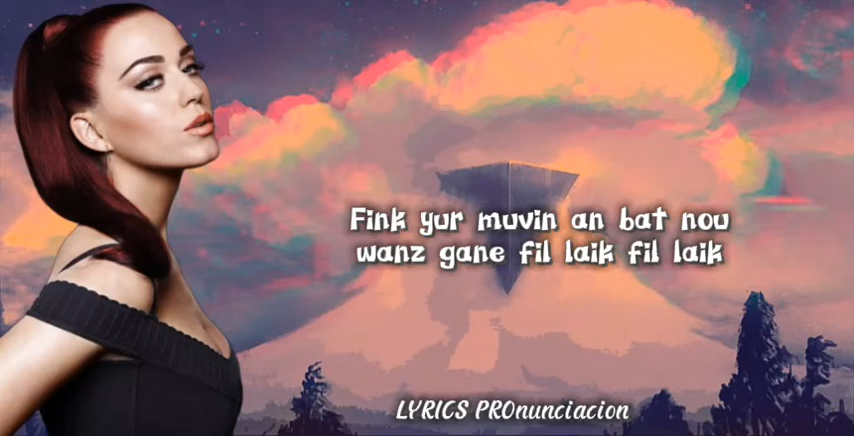 Fink yur muvin an bat nou
wanz gane fil laik fil laik
LYRICS PROnunciacion